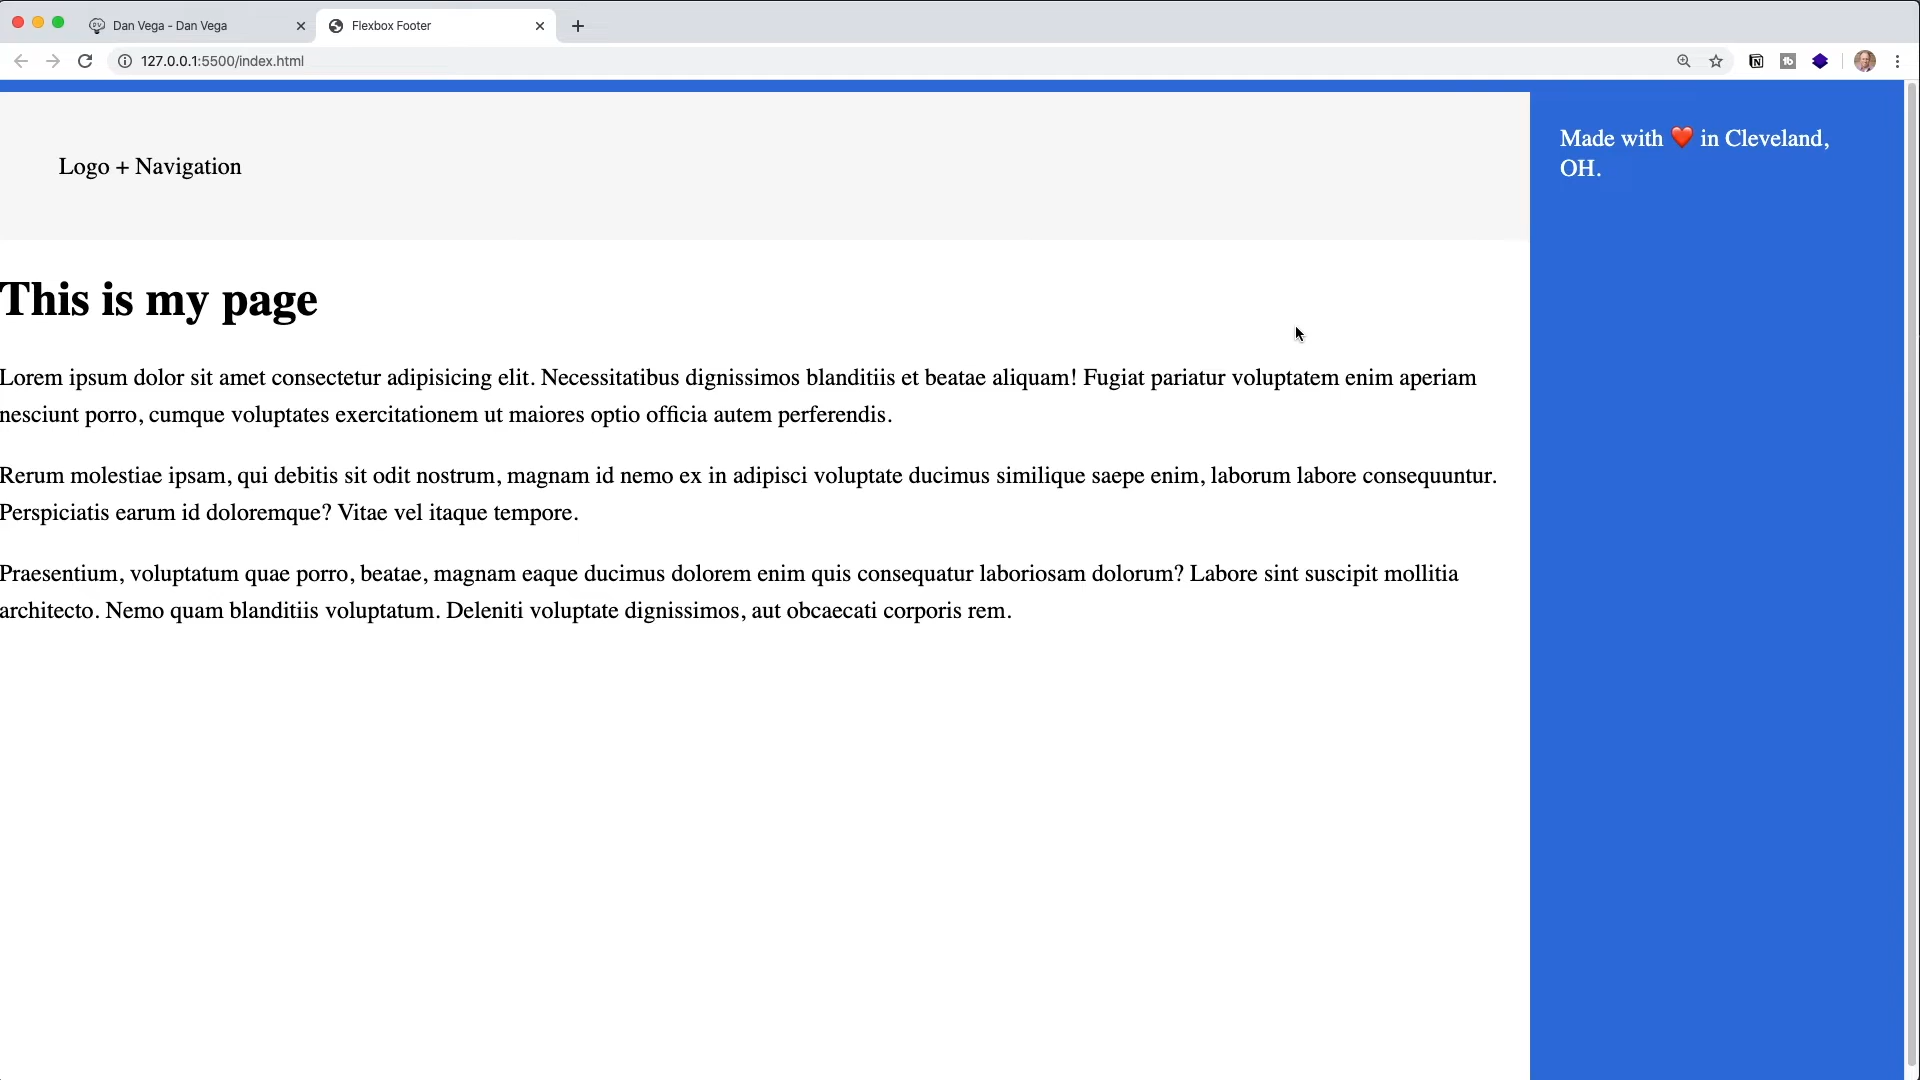 Dan Vega - Dan Vega
Flexbox Footer
127.0.0.1:5500/index.html
Logo + Navigation
Made with ❤️ in Cleveland,
OH.
This is my page
Lorem ipsum dolor sit amet consectetur adipisicing elit. Necessitatibus dignissimos blanditiis et beatae aliquam! Fugiat pariatur voluptatem enim aperiam
nesciunt porro, cumque voluptates exercitationem ut maiores optio officia autem perferendis.
Rerum molestiae ipsam, qui debitis sit odit nostrum, magnam id nemo ex in adipisci voluptate ducimus similique saepe enim, laborum labore consequuntur.
Perspiciatis earum id doloremque? Vitae vel itaque tempore.
Praesentium, voluptatum quae porro, beatae, magnam eaque ducimus dolorem enim quis consequatur laboriosam dolorum? Labore sint suscipit mollitia
architecto. Nemo quam blanditiis voluptatum. Deleniti voluptate dignissimos, aut obcaecati corporis rem.